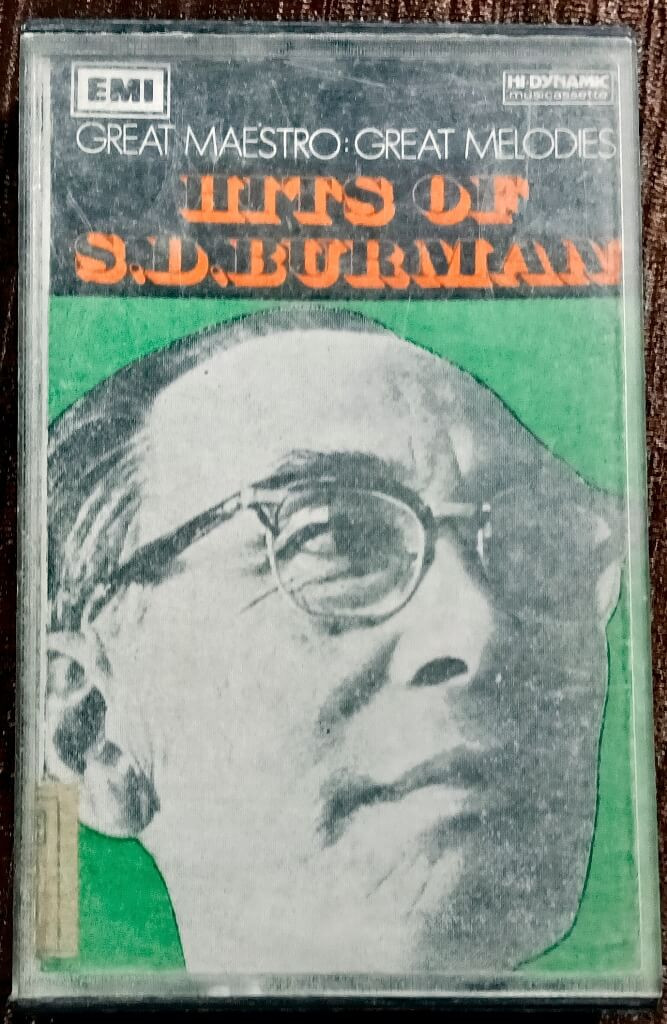 EMI
HI-DYNAMIC
musicassette
GREAT MAESTRO: GREAT MELODIES
HITS OF
S.D.BURMAN